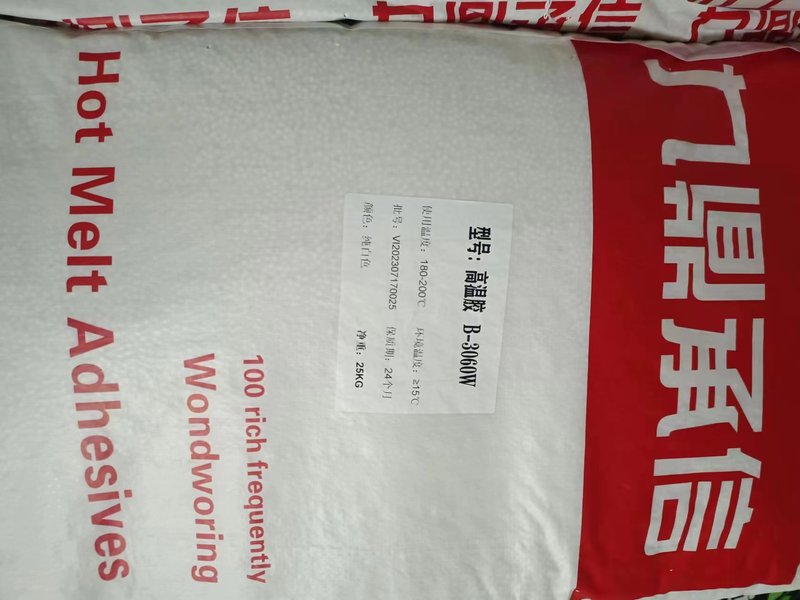 九鼎承信
型号：高温胶 B-3060W
使用温度：180-200℃ 环境温度：≥15℃
批号：VI202307170025 保质期：24个月
颜色：纯白色 净重：25KG
100 rich frequently
Wondworing
Hot Melt Adhesives